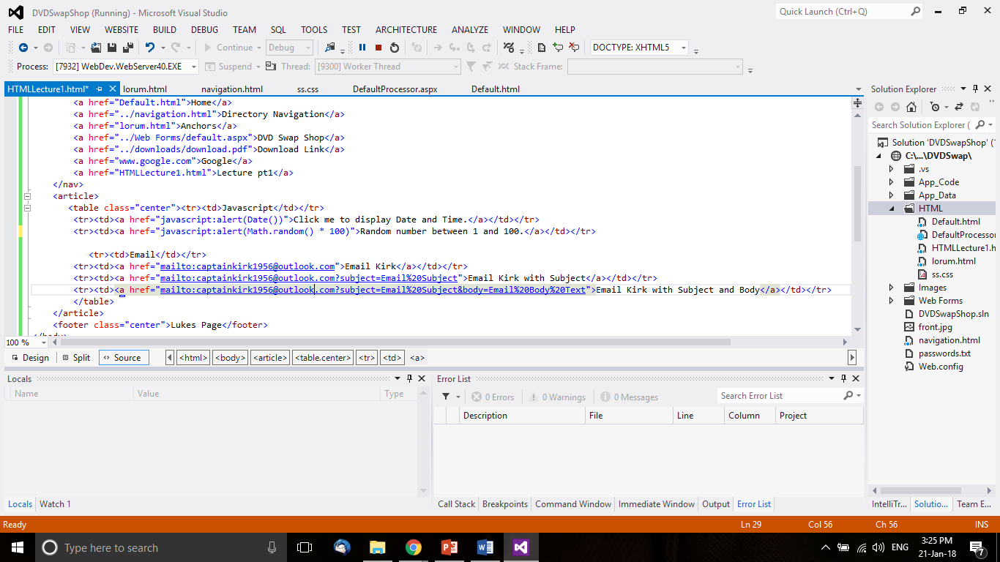 DVDSwapShop (Running) - Microsoft Visual Studio
Quick Launch (Ctrl+Q)
FILE EDIT VIEW WEBSITE BUILD DEBUG TEAM SQL TOOLS TEST ARCHITECTURE ANALYZE WINDOW HELP
Continue Debug DOCTYPE: XHTML5
Process: [7932] WebDev.WebServer40.EXE Suspend Thread: [9300] Worker Thread Stack Frame:
HTMLLecture1.html* lorum.html navigation.html ss.css DefaultProcessor.aspx Default.html
<a href="Default.html">Home</a>
<a href="../navigation.html">Directory Navigation</a>
<a href="lorum.html">Anchors</a>
<a href="../Web Forms/default.aspx">DVD Swap Shop</a>
<a href="../downloads/download.pdf">Download Link</a>
<a href="www.google.com">Google</a>
<a href="HTMLLecture1.html">Lecture pt1</a>
</nav>
<article>
<table class="center"><tr><td>Javascript</td></tr>
<tr><td><a href="javascript:alert(Date())">Click me to display Date and Time.</a></td></tr>
<tr><td><a href="javascript:alert(Math.random() * 100)">Random number between 1 and 100.</a></td></tr>
<tr><td>Email</td></tr>
<tr><td><a href="mailto:captainkirk1956@outlook.com">Email Kirk</a></td></tr>
<tr><td><a href="mailto:captainkirk1956@outlook.com?subject=Email%20Subject">Email Kirk with Subject</a></td></tr>
<tr><td><a href="mailto:captainkirk1956@outlook.com?subject=Email%20Subject&body=Email%20Body%20Text">Email Kirk with Subject and Body</a></td></tr>
</table>
</article>
<footer class="center">Lukes Page</footer>
</body>
100 %
Design Split Source <html> <body> <article> <table.center> <tr> <td> <a>
Locals
Name Value Type
Locals Watch 1
Error List
0 Errors 0 Warnings 0 Messages Search Error List
Description File Line Column Project
Call Stack Breakpoints Command Window Immediate Window Output Error List
Solution Explorer
Search Solution Explorer (
Solution 'DVDSwapShop' (1
C:\...\DVDSwap\
.vs
App_Code
App_Data
HTML
Default.html
DefaultProcessor
HTMLLecture1.h
lorum.html
ss.css
Images
Web Forms
DVDSwapShop.sln
front.jpg
navigation.html
passwords.txt
Web.config
IntelliTr... Solutio... Team E...
Ready Ln 29 Col 56 Ch 56 INS
Type here to search
ENG
3:25 PM
21-Jan-18
7